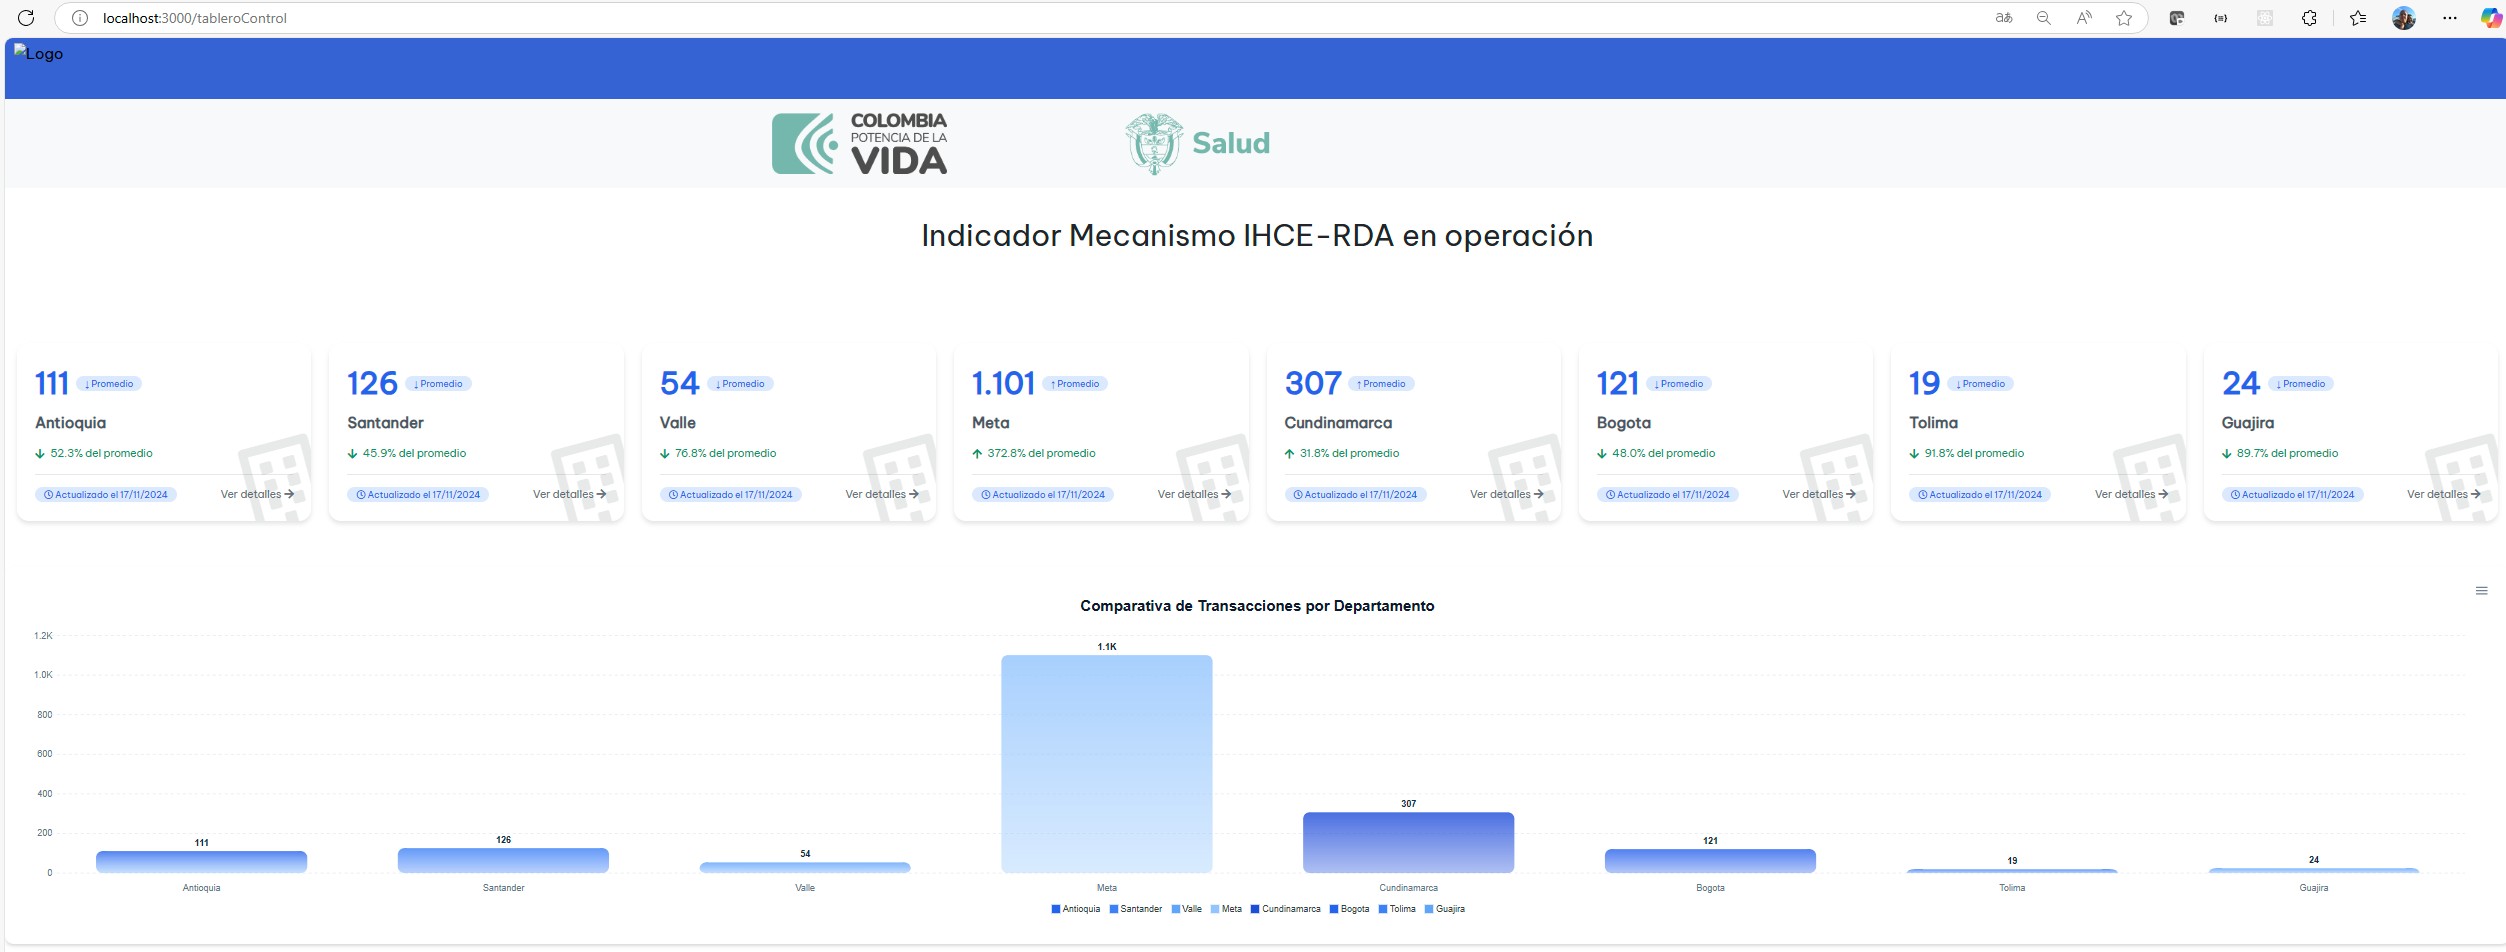 localhost:3000/tableroControl
Logo
COLOMBIA
POTENCIA DE LA
VIDA
Salud
Indicador Mecanismo IHCE-RDA en operación
111 ↓ Promedio
Antioquia
↓ 52.3% del promedio
Actualizado el 17/11/2024 Ver detalles →
126 ↓ Promedio
Santander
↓ 45.9% del promedio
Actualizado el 17/11/2024 Ver detalles →
54 ↓ Promedio
Valle
↓ 76.8% del promedio
Actualizado el 17/11/2024 Ver detalles →
1.101 ↑ Promedio
Meta
↑ 372.8% del promedio
Actualizado el 17/11/2024 Ver detalles →
307 ↑ Promedio
Cundinamarca
↑ 31.8% del promedio
Actualizado el 17/11/2024 Ver detalles →
121 ↓ Promedio
Bogota
↓ 48.0% del promedio
Actualizado el 17/11/2024 Ver detalles →
19 ↓ Promedio
Tolima
↓ 91.8% del promedio
Actualizado el 17/11/2024 Ver detalles →
24 ↓ Promedio
Guajira
↓ 89.7% del promedio
Actualizado el 17/11/2024 Ver detalles →
Comparativa de Transacciones por Departamento
1.2K
1.0K
800
600
400
200
0
111
126
54
1.1K
307
121
19
24
Antioquia Santander Valle Meta Cundinamarca Bogota Tolima Guajira
Antioquia Santander Valle Meta Cundinamarca Bogota Tolima Guajira